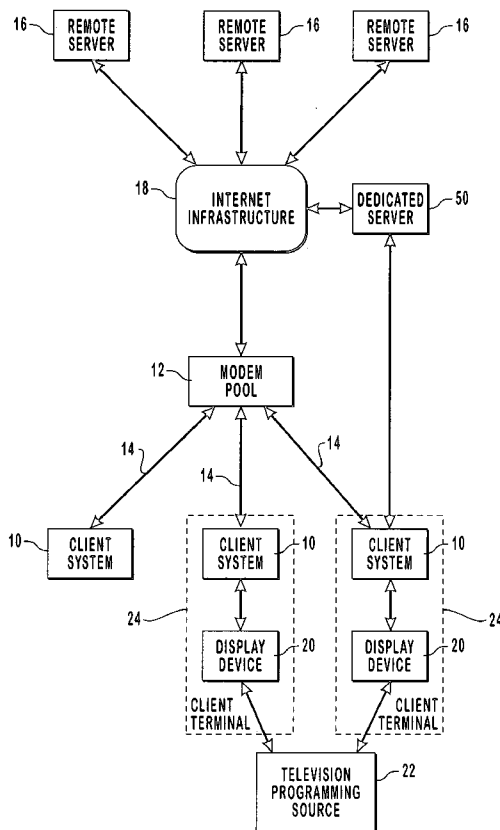 16 REMOTE SERVER
REMOTE SERVER 16
REMOTE SERVER 16
18
INTERNET INFRASTRUCTURE
DEDICATED SERVER
50
12
MODEM POOL
14
14
14
10
CLIENT SYSTEM
CLIENT SYSTEM
10
CLIENT SYSTEM
10
24
24
DISPLAY DEVICE
20
DISPLAY DEVICE
20
CLIENT TERMINAL
CLIENT TERMINAL
TELEVISION PROGRAMMING SOURCE
22